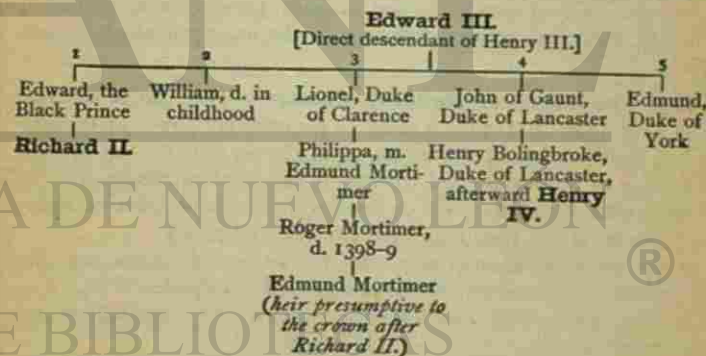 Edward III.
[Direct descendant of Henry III.]
1 2 3 4 5
Edward, the Black Prince
William, d. in childhood
Lionel, Duke of Clarence
John of Gaunt, Duke of Lancaster
Edmund, Duke of York
Richard II.
Philippa, m. Edmund Morti-
mer
Henry Bolingbroke, Duke of Lancaster, afterward Henry IV.
Roger Mortimer,
d. 1398-9
Edmund Mortimer
(heir presumptive to
the crown after
Richard II.)
A DE NUEVO LEÓN
®
E BIBLIOTECAS